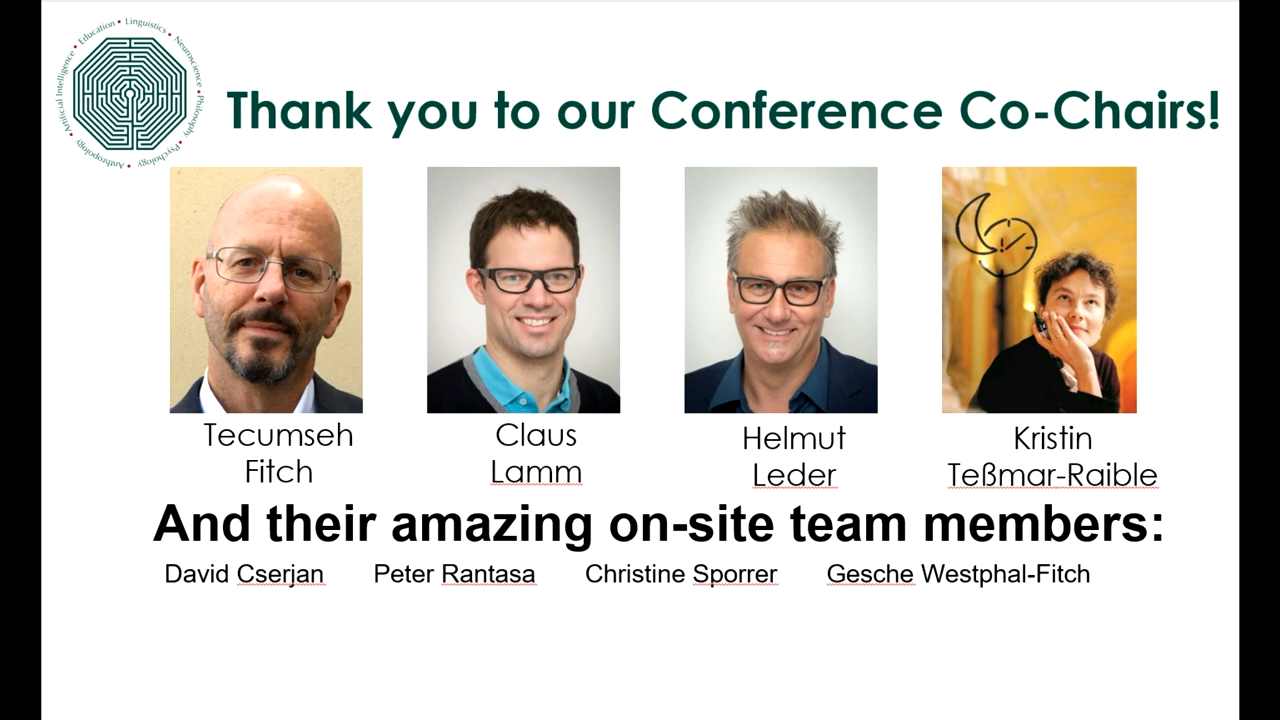 Artificial Intelligence • Education • Linguistics • Neuroscience • Philosophy • Psychology • Anthropology •
Thank you to our Conference Co-Chairs!
Tecumseh
Fitch
Claus
Lamm
Helmut
Leder
Kristin
Teßmar-Raible
And their amazing on-site team members:
David Cserjan Peter Rantasa Christine Sporrer Gesche Westphal-Fitch